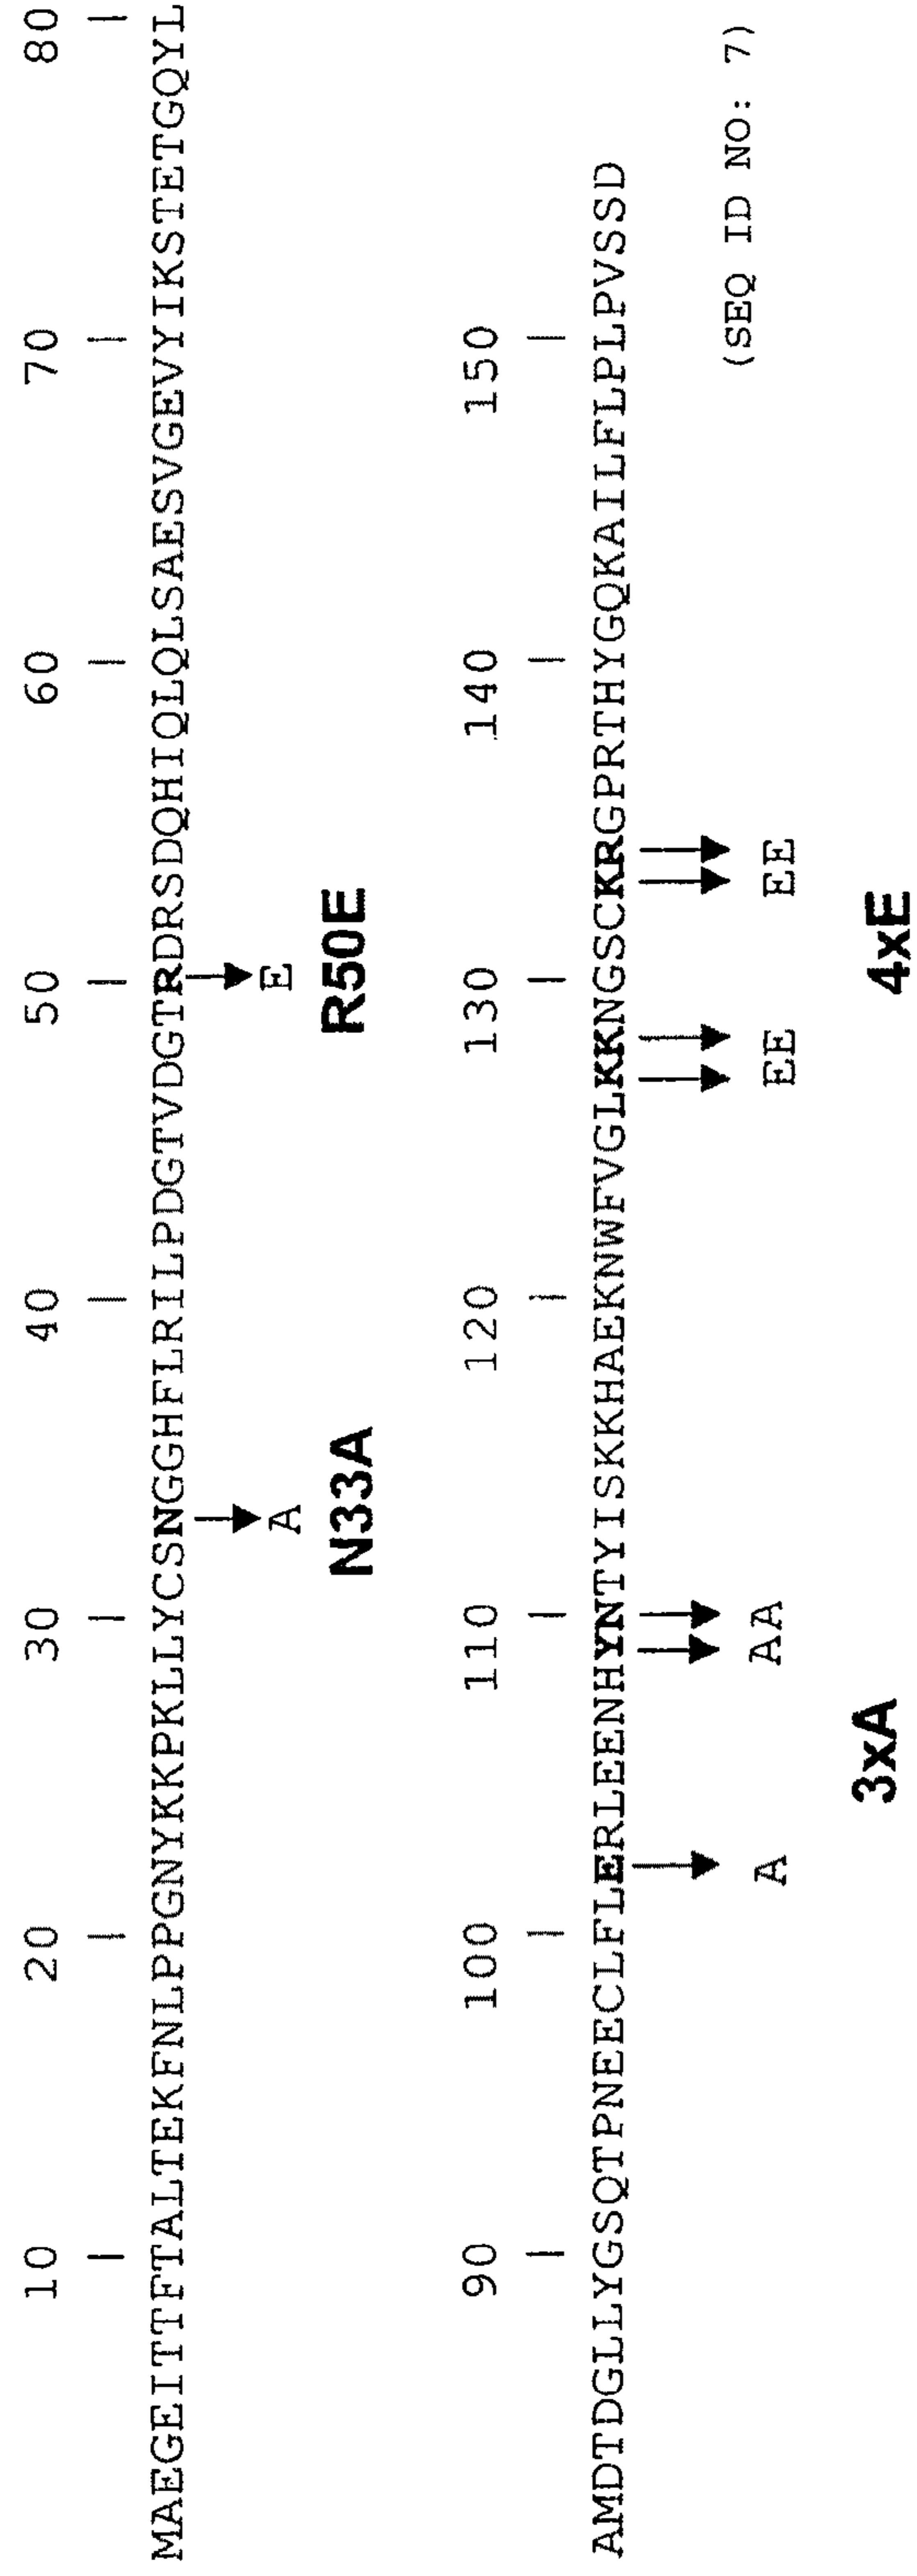 10 20 30 40 50 60 70 80
MAEGEITTFTALTEKFNLPPGNYKKPKLLYCSNGGHFLRILPDGTVDGTRDRSDQHIQLQLSAESVGEVYIKSTETGQYL
A E
N33A R50E
90 100 110 120 130 140 150
AMDTDGLLYGSQTPNEECLFLERLEENHYNTYISKKHAEKNWFVGLKKNGSCKRGPRTHYGQKAILFLPLPVSSD
A AA EE EE
(SEQ ID NO: 7)
3xA 4xE